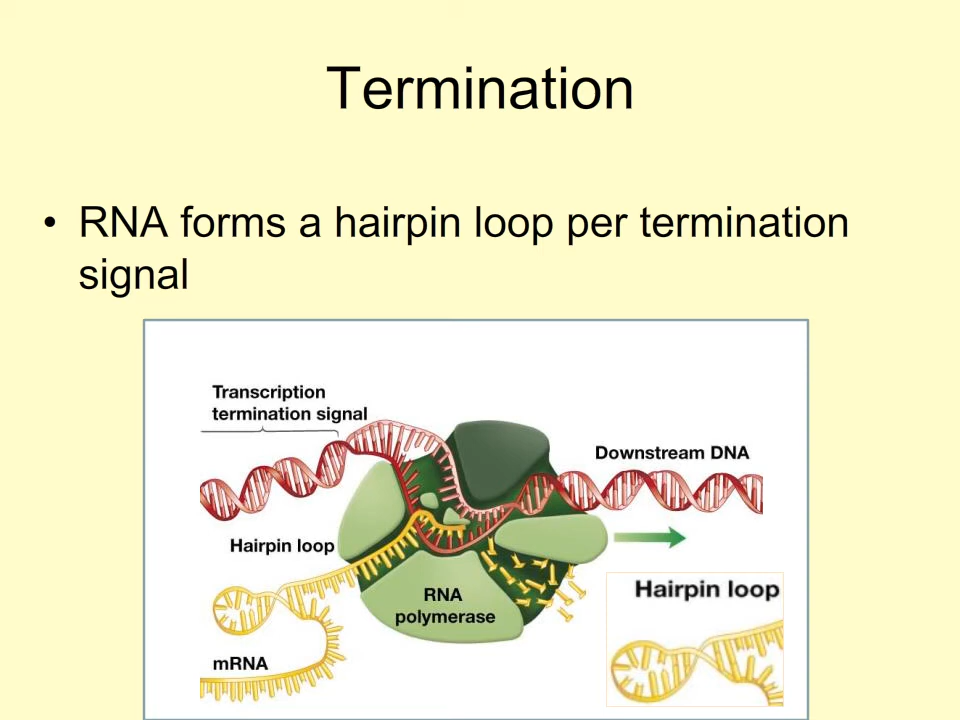 Termination
• RNA forms a hairpin loop per termination
signal
Transcription
termination signal
Downstream DNA
Hairpin loop
RNA
polymerase
Hairpin loop
mRNA